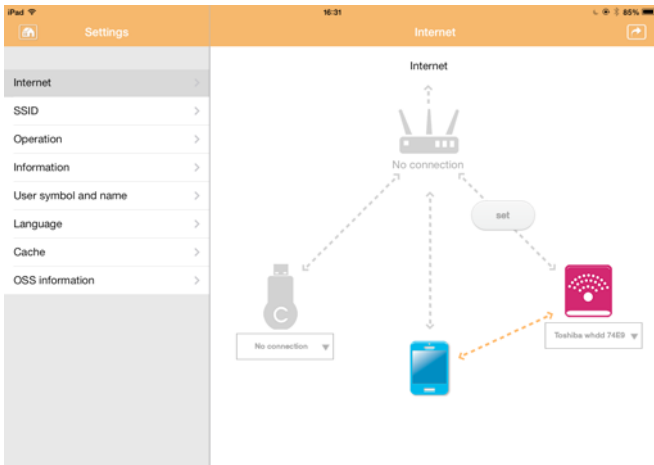 iPad 16:31 85%
Settings
Internet
Internet
SSID
Operation
Information
User symbol and name
Language
Cache
OSS information
Internet
No connection
set
C
No connection
Toshiba whdd 74E9